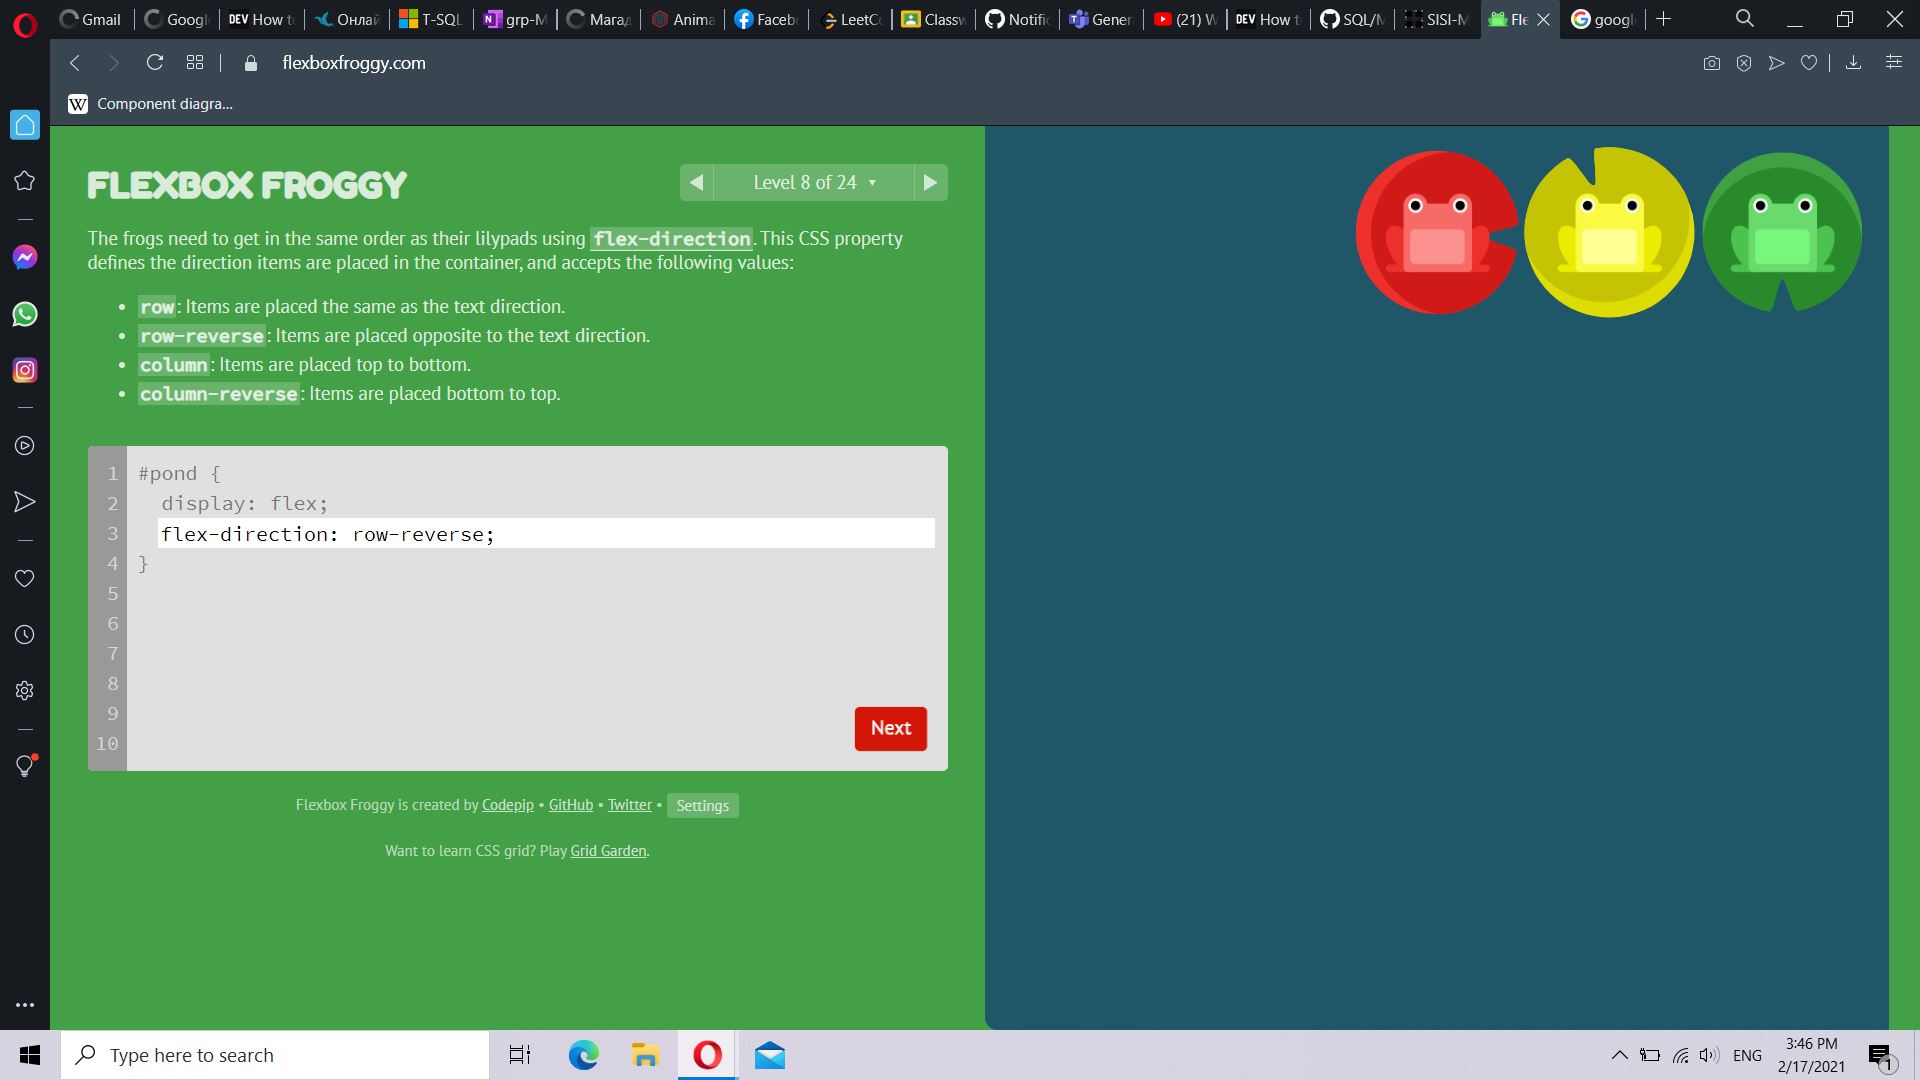 Gmail
Googl
DEV How t
Онлай
T-SQL
N grp-M
Магад
Anima
Faceb
LeetC
Classw
Notific
Gener
(21) W
DEV How t
SQL/M
SISI-M
Fle
googl
flexboxfroggy.com
W Component diagra...
FLEXBOX FROGGY
Level 8 of 24
The frogs need to get in the same order as their lilypads using flex-direction. This CSS property
defines the direction items are placed in the container, and accepts the following values:
• row: Items are placed the same as the text direction.
• row-reverse: Items are placed opposite to the text direction.
• column: Items are placed top to bottom.
• column-reverse: Items are placed bottom to top.
1 #pond {
2 display: flex;
3 flex-direction: row-reverse;
4 }
5
6
7
8
9
10
Next
Flexbox Froggy is created by Codepip • GitHub • Twitter • Settings
Want to learn CSS grid? Play Grid Garden.
Type here to search
ENG
3:46 PM
2/17/2021
1